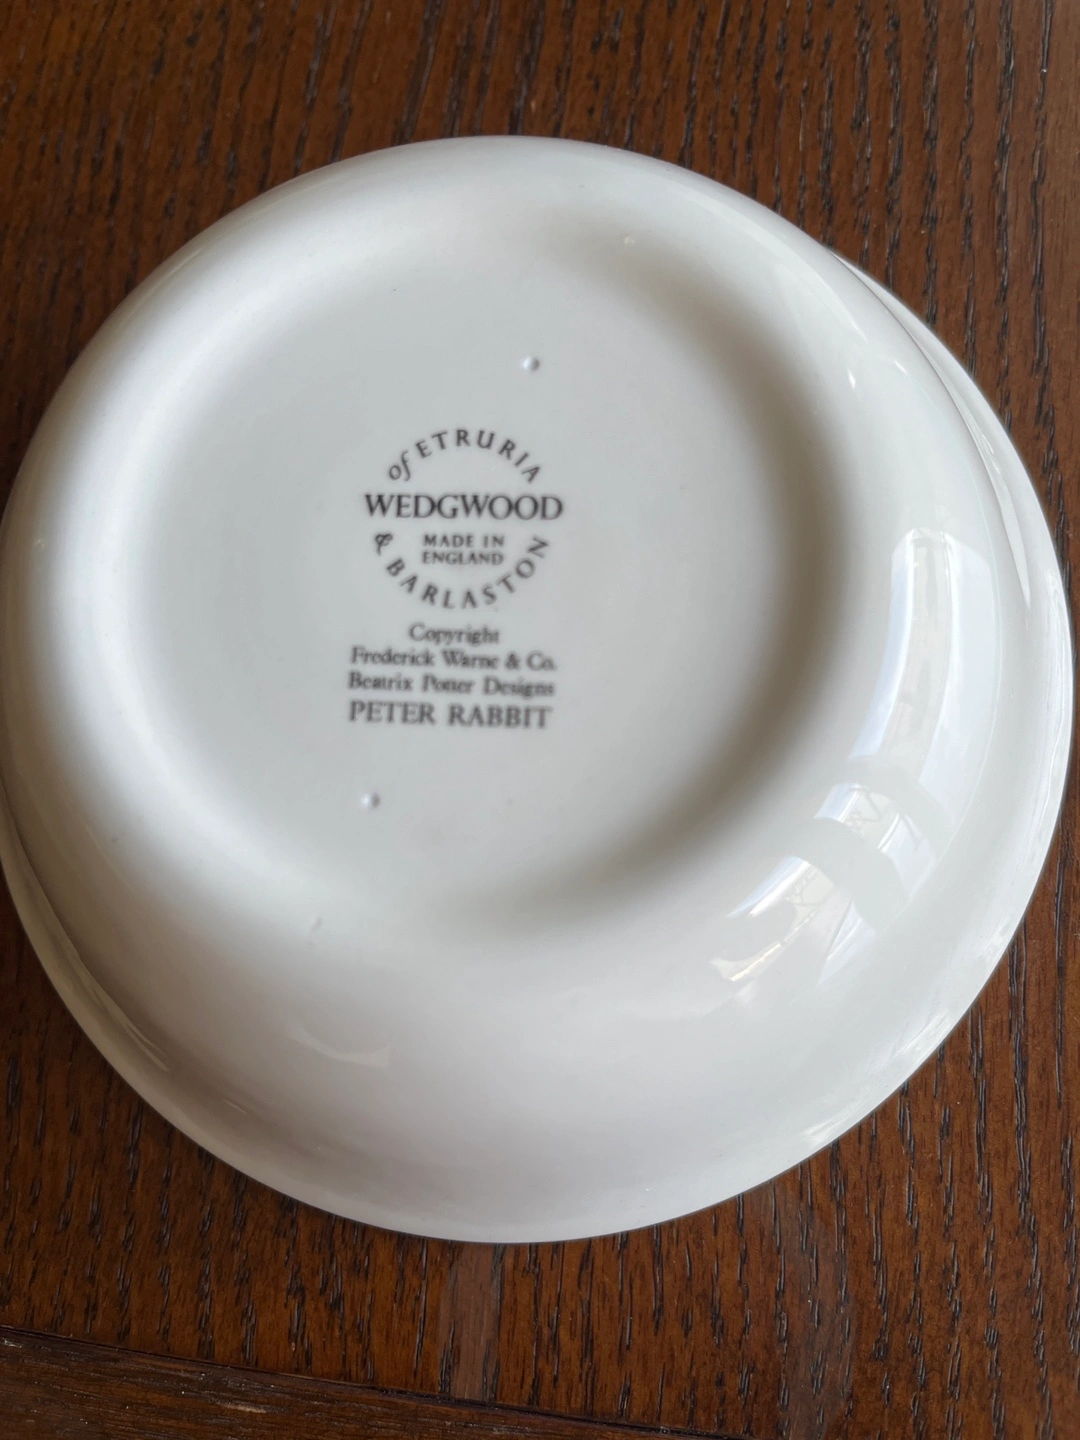 of ETRURIA
WEDGWOOD
MADE IN
ENGLAND
& BARLASTON
Copyright
Frederick Warne & Co.
Beatrix Potter Designs
PETER RABBIT